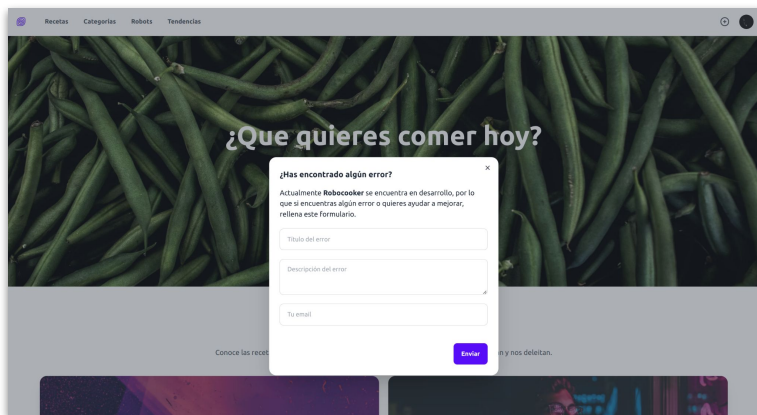 Recetas Categorías Robots Tendencias
¿Que quieres comer hoy?
¿Has encontrado algún error?
Actualmente Robocooker se encuentra en desarrollo, por lo
que si encuentras algún error o quieres ayudar a mejorar,
rellena este formulario.
Título del error
Descripción del error
Tu email
Enviar
Conoce las y nos deleitan.